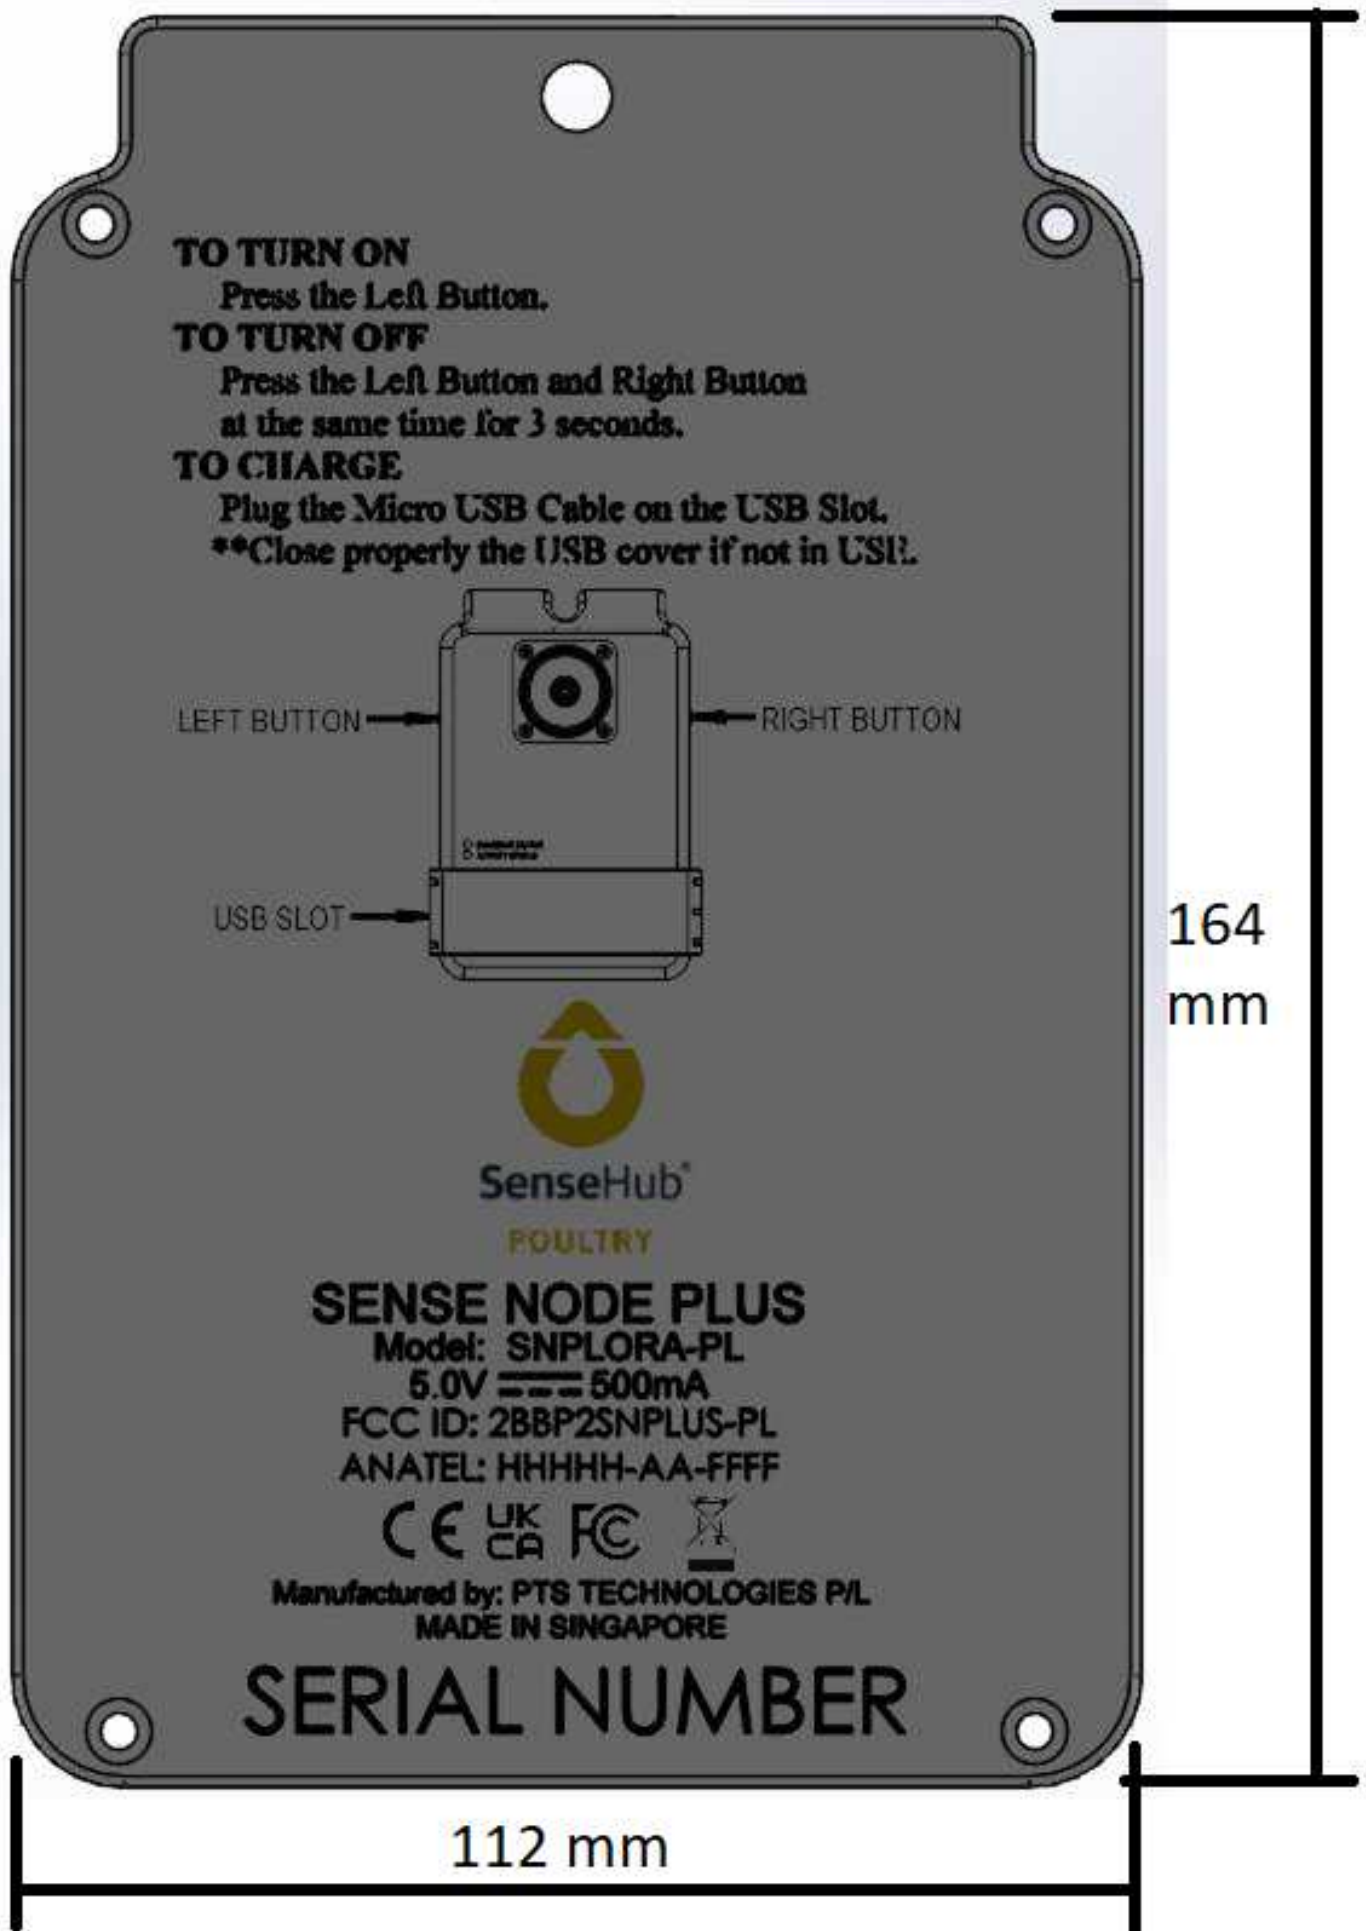 TO TURN ON
Press the Left Button.
TO TURN OFF
Press the Left Button and Right Button
at the same time for 3 seconds.
TO CHARGE
Plug the Micro USB Cable on the USB Slot.
**Close properly the USB cover if not in USE.
LEFT BUTTON
RIGHT BUTTON
USB SLOT
164
mm
SenseHub®
POULTRY
SENSE NODE PLUS
Model: SNPLORA-PL
5.0V 500mA
FCC ID: 2BBP2SNPLUS-PL
ANATEL: HHHHH-AA-FFFF
CE UK CA FC
Manufactured by: PTS TECHNOLOGIES P/L
MADE IN SINGAPORE
SERIAL NUMBER
112 mm